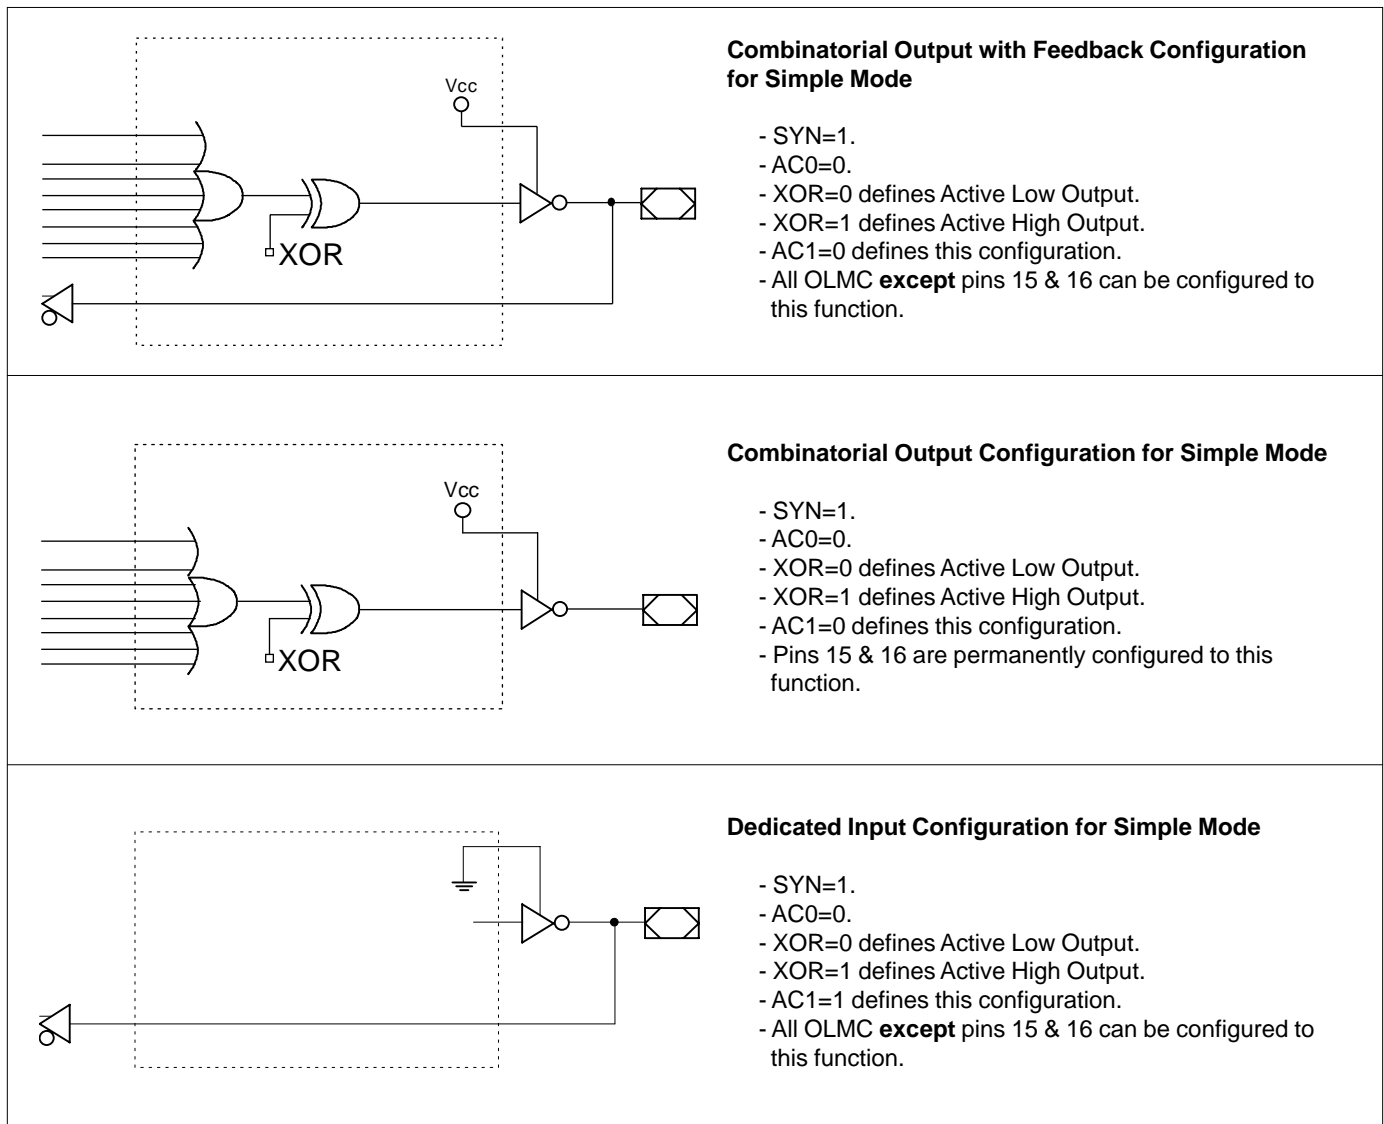 Combinatorial Output with Feedback Configuration
for Simple Mode
Vcc
XOR
- SYN=1.
- AC0=0.
- XOR=0 defines Active Low Output.
- XOR=1 defines Active High Output.
- AC1=0 defines this configuration.
- All OLMC except pins 15 & 16 can be configured to
this function.
Combinatorial Output Configuration for Simple Mode
Vcc
XOR
- SYN=1.
- AC0=0.
- XOR=0 defines Active Low Output.
- XOR=1 defines Active High Output.
- AC1=0 defines this configuration.
- Pins 15 & 16 are permanently configured to this
function.
Dedicated Input Configuration for Simple Mode
- SYN=1.
- AC0=0.
- XOR=0 defines Active Low Output.
- XOR=1 defines Active High Output.
- AC1=1 defines this configuration.
- All OLMC except pins 15 & 16 can be configured to
this function.